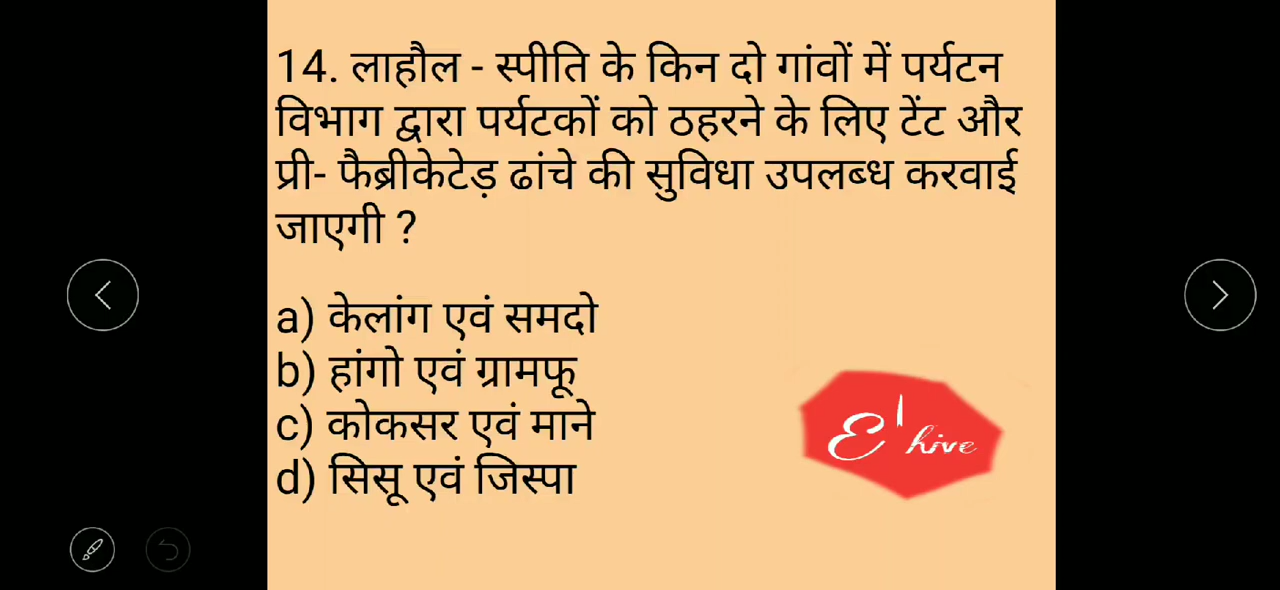 14. लाहौल - स्पीति के किन दो गांवों में पर्यटन
विभाग द्वारा पर्यटकों को ठहरने के लिए टेंट और
प्री- फैब्रीकेटेड़ ढांचे की सुविधा उपलब्ध करवाई
जाएगी ?
a) केलांग एवं समदो
b) हांगो एवं ग्रामफू
c) कोकसर एवं माने
d) सिसू एवं जिस्पा
E' hive